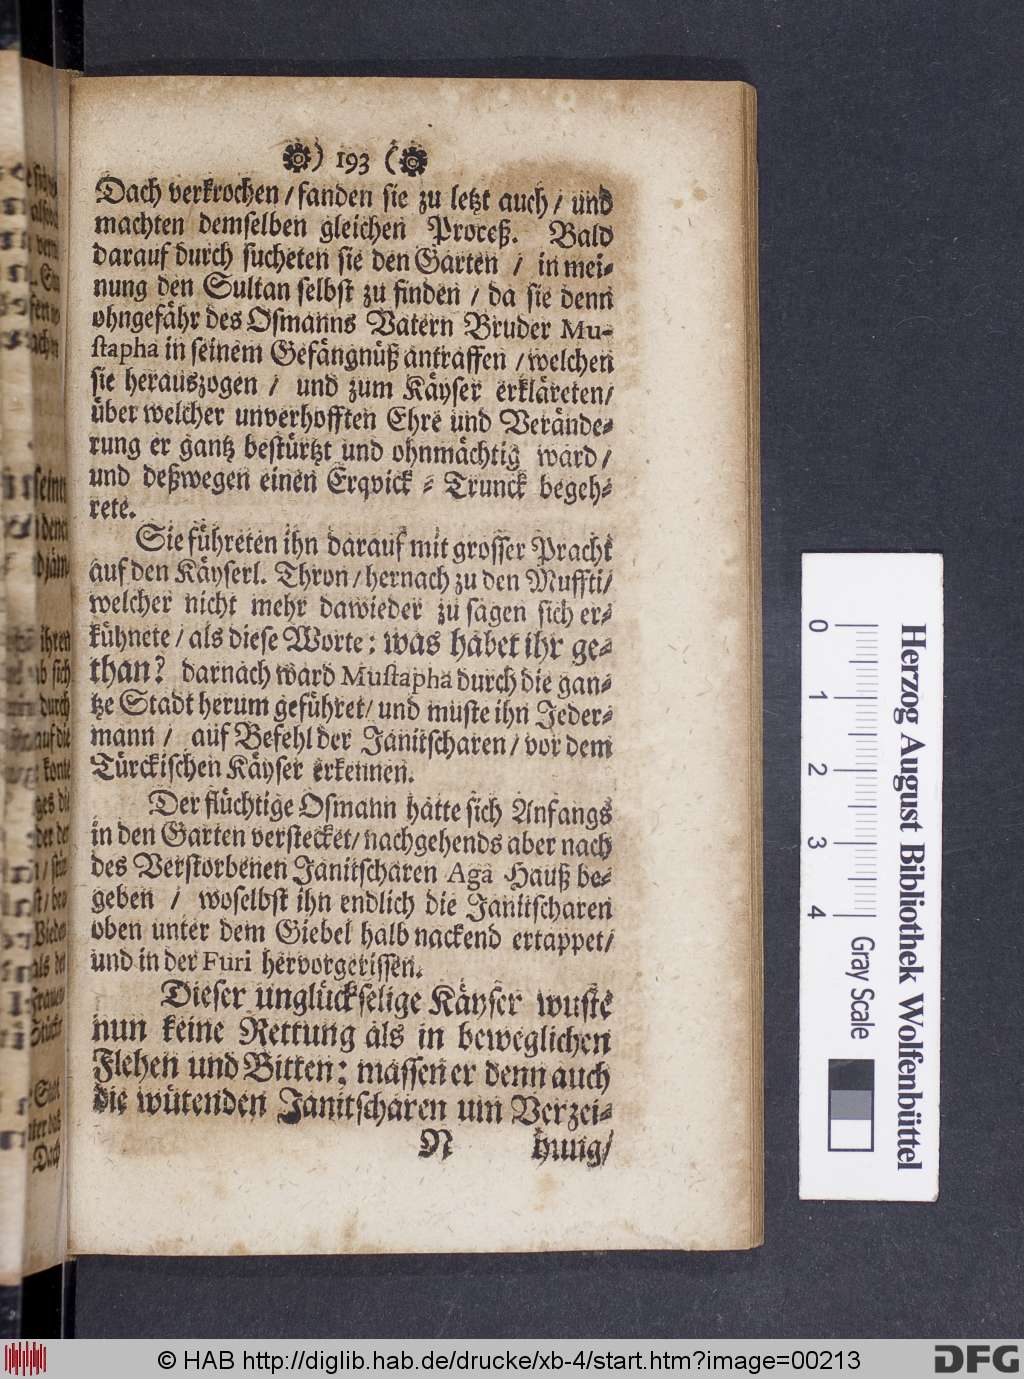 ) 193 (
Dach verkrochen / fanden sie zu letzt auch / und
machten demselben gleichen Proceß. Bald
darauf durch sucheten sie den Garten / in mei-
nung den Sultan selbst zu finden / da sie denn
ohngefähr des Osmanns Vatern Bruder Mu-
stapha in seinem Gefängnüß antraffen / welchen
sie herauszogen / und zum Käyser erkläreten/
über welcher unverhofften Ehre und Verände-
rung er gantz bestürtzt und ohnmächtig ward /
und deßwegen einen Erqvick - Trunck begeh-
rete.
Sie führeten ihn darauf mit grosser Pracht
auf den Käyserl. Thron / hernach zu den Muffti/
welcher nicht mehr dawieder zu sagen sich er-
kühnete / als diese Worte: was habet ihr ge-
than? darnach ward Mustapha durch die gan-
tze Stadt herum geführet/ und muste ihn Jeder-
mann / auf Befehl der Janitscharen / vor dem
Türckischen Käyser erkennen.
Der flüchtige Osmann hatte sich Anfangs
in den Garten verstecket/ nachgehends aber nach
des Verstorbenen Janitscharen Aga Hauß be-
geben / woselbst ihn endlich die Janitscharen
oben unter dem Giebel halb nackend ertappet/
und in der Furi hervorgerissen.
Dieser unglückselige Käyser wuste
nun keine Rettung als in beweglichen
Flehen und Bitten: massen er denn auch
die wütenden Janitscharen um Verzei-
N hung/
0 1 2 3 4
Herzog August Bibliothek Wolfenbüttel
Gray Scale
© HAB http://diglib.hab.de/drucke/xb-4/start.htm?image=00213
DFG